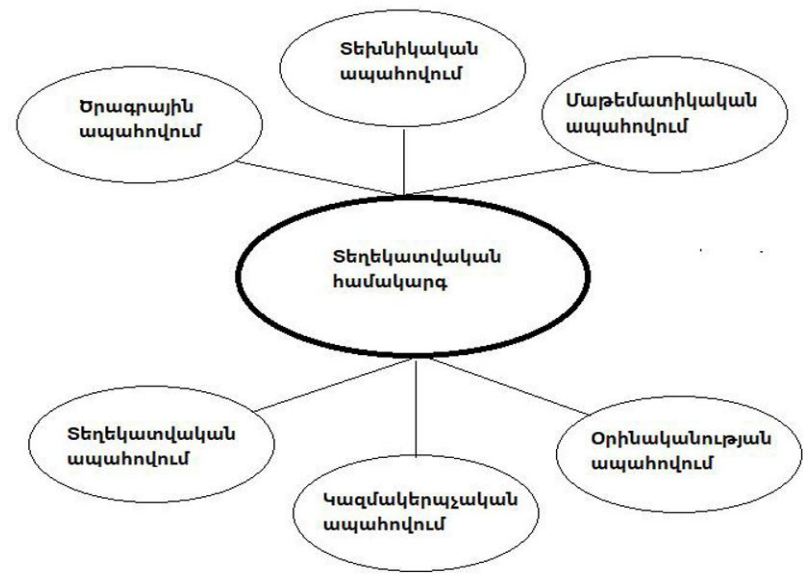 Տեխնիկական
ապահովում
Ծրագրային
ապահովում
Մաթեմատիկական
ապահովում
Տեղեկատվական
համակարգ
Տեղեկատվական
ապահովում
Կազմակերպչական
ապահովում
Օրինականության
ապահովում